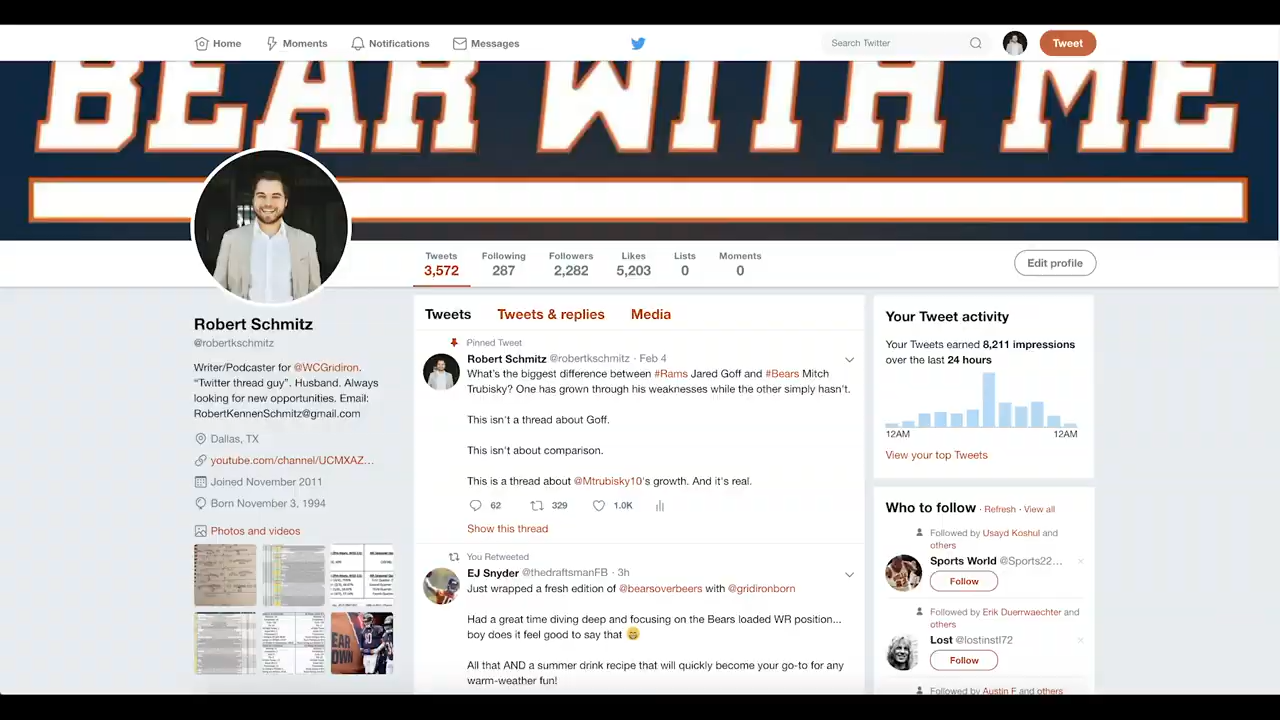 Home
Moments
Notifications
Messages
Search Twitter
Tweet
BEAR WITH ME
Tweets
Following
Followers
Likes
Lists
Moments
3,572
287
2,282
5,203
0
0
Edit profile
Robert Schmitz
@robertkschmitz
Writer/Podcaster for @WCGridiron.
"Twitter thread guy". Husband. Always
looking for new opportunities. Email:
RobertKennenSchmitz@gmail.com
Dallas, TX
youtube.com/channel/UCMXAZ...
Joined November 2011
Born November 3, 1994
Photos and videos
Tweets
Tweets & replies
Media
Pinned Tweet
Robert Schmitz @robertkschmitz · Feb 4
What's the biggest difference between #Rams Jared Goff and #Bears Mitch
Trubisky? One has grown through his weaknesses while the other simply hasn't.
This isn't a thread about Goff.
This isn't about comparison.
This is a thread about @Mtrubisky10's growth. And it's real.
62
329
1.0K
Show this thread
You Retweeted
EJ Snyder @thedraftsmanFB · 3h
Just wrapped a fresh edition of @bearsoverbeers with @gridironborn
Had a great time diving deep and focusing on the Bears loaded WR position...
boy does it feel good to say that
All that AND a summer drink recipe that will quickly become your go-to for any
warm-weather fun!
Your Tweet activity
Your Tweets earned 8,211 impressions
over the last 24 hours
12AM
12AM
View your top Tweets
Who to follow · Refresh · View all
Followed by Usayd Koshul and
others
Sports World @Sports22...
Follow
Followed by Erik Duerrwaechter and
others
Lost @lostinstl72
Follow
Followed by Austin F and others
BEAR
DOWN